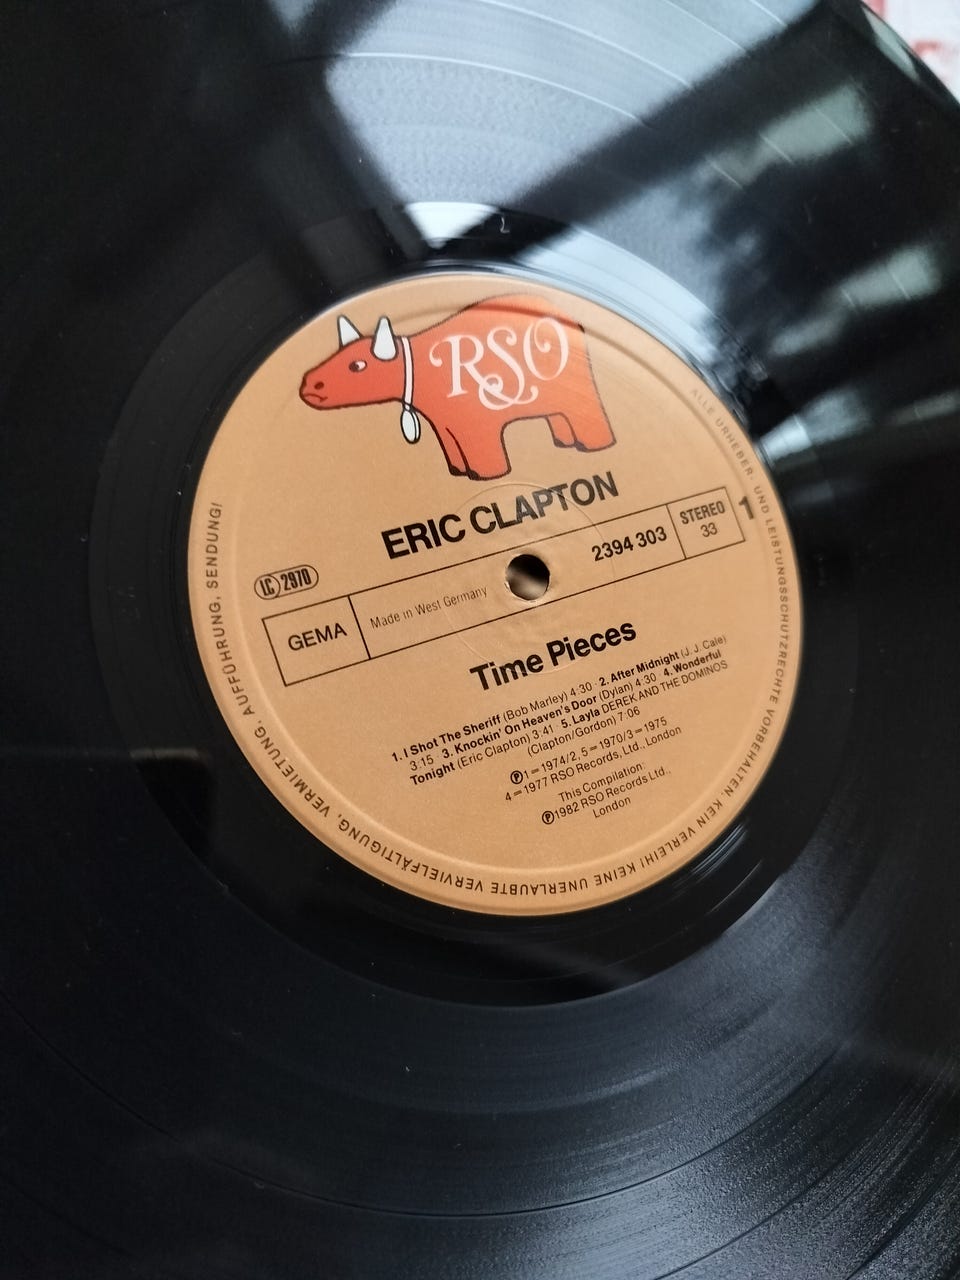 RSO
ERIC CLAPTON
LC 2970
GEMA
Made in West Germany
2394 303
STEREO
33
1
Time Pieces
1. I Shot The Sheriff (Bob Marley) 4:30 · 2. After Midnight (J. J. Cale)
3:15 · 3. Knockin' On Heaven's Door (Dylan) 4:30 · 4. Wonderful
Tonight (Eric Clapton) 3:41 · 5. Layla DEREK AND THE DOMINOS
(Clapton/Gordon) 7:06
℗1=1974/2, 5=1970/3=1975
4=1977 RSO Records, Ltd., London
This Compilation:
℗1982 RSO Records Ltd.,
London
ALLE URHEBER- UND LEISTUNGSSCHUTZRECHTE VORBEHALTEN. KEIN VERLEIH! KEINE UNERLAUBTE VERVIELFÄLTIGUNG, VERMIETUNG, AUFFÜHRUNG, SENDUNG!